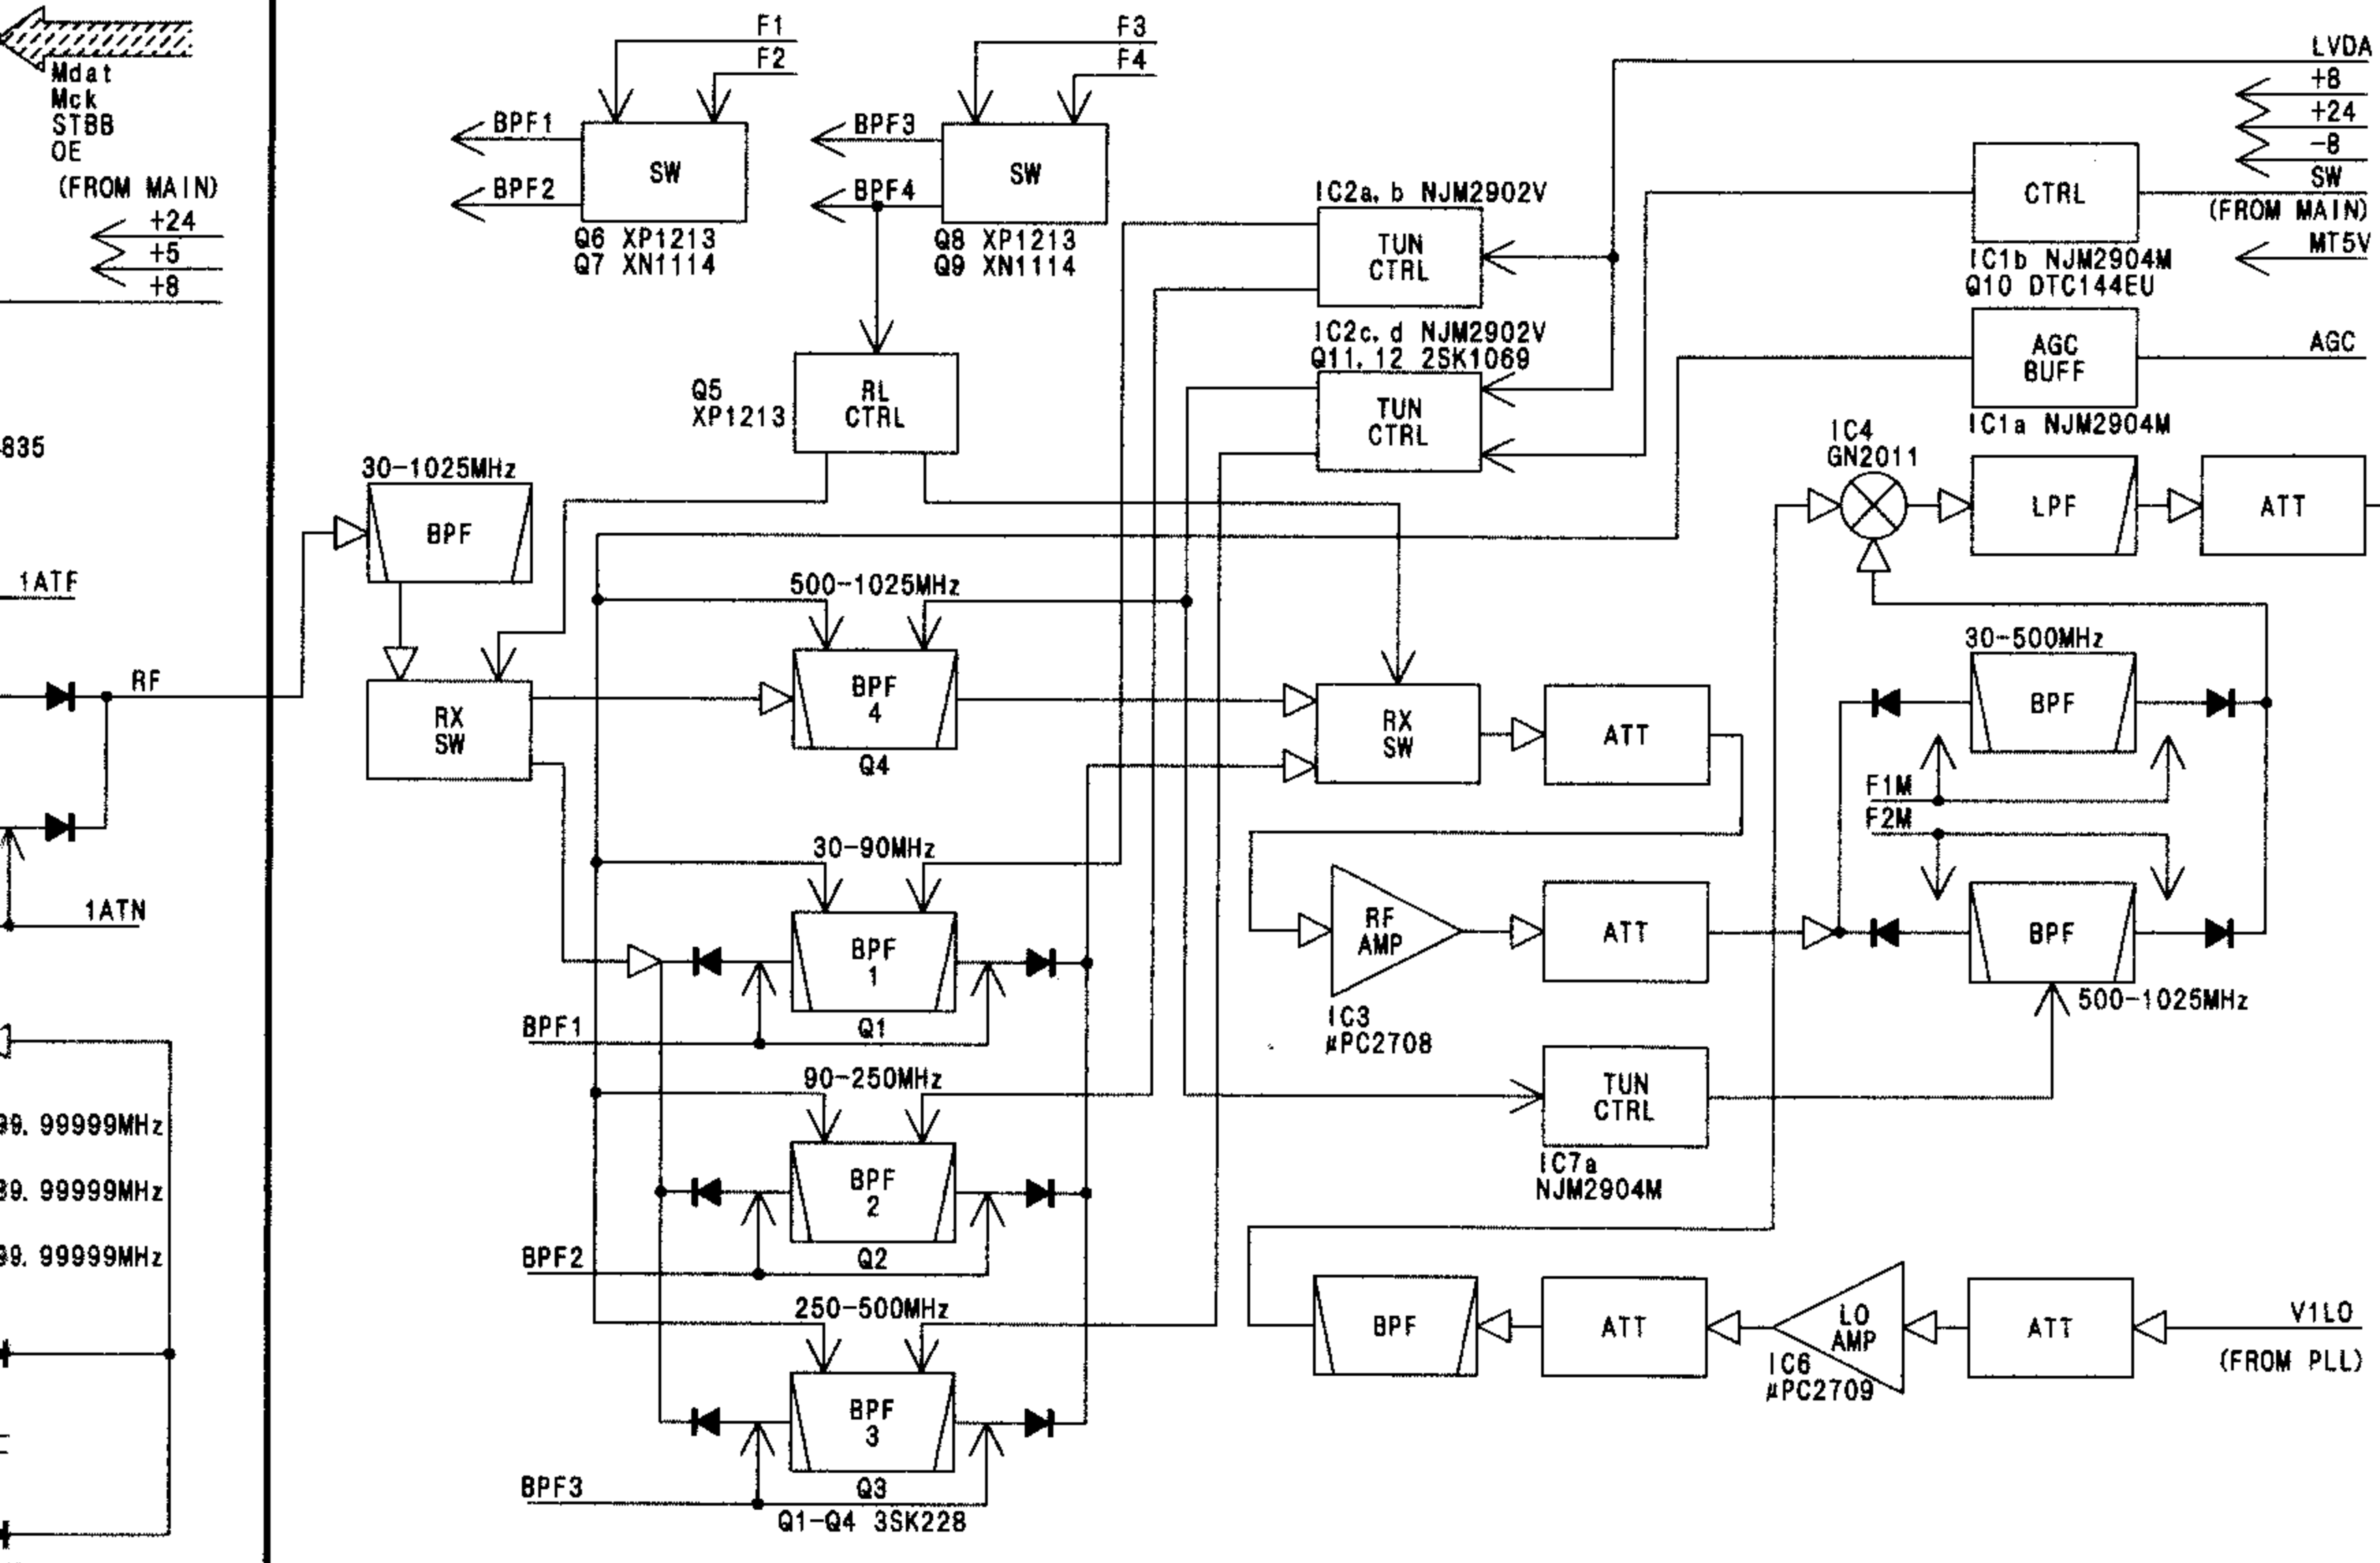 Mdat
Mck
STBB
OE
(FROM MAIN)
+24
+5
+8
835
1ATF
RF
1ATN
99999MHz
99999MHz
99999MHz
F1
F2
BPF1
BPF2
SW
Q6 XP1213
Q7 XN1114
F3
F4
BPF3
BPF4
SW
Q8 XP1213
Q9 XN1114
Q5
XP1213
RL
CTRL
30-1025MHz
BPF
RX
SW
500-1025MHz
BPF
4
Q4
30-90MHz
BPF
1
BPF1
Q1
90-250MHz
BPF
2
BPF2
Q2
250-500MHz
BPF
3
BPF3
Q3
Q1-Q4 3SK228
IC2a, b NJM2902V
TUN
CTRL
IC2c, d NJM2902V
Q11, 12 2SK1069
TUN
CTRL
LVDA
+8
+24
-8
SW
(FROM MAIN)
MT5V
CTRL
IC1b NJM2904M
Q10 DTC144EU
AGC
BUFF
AGC
IC1a NJM2904M
IC4
GN2011
LPF
ATT
RX
SW
ATT
30-500MHz
BPF
F1M
F2M
RF
AMP
IC3
μPC2708
ATT
BPF
500-1025MHz
TUN
CTRL
IC7a
NJM2904M
BPF
ATT
LO
AMP
IC6
μPC2709
ATT
V1LO
(FROM PLL)